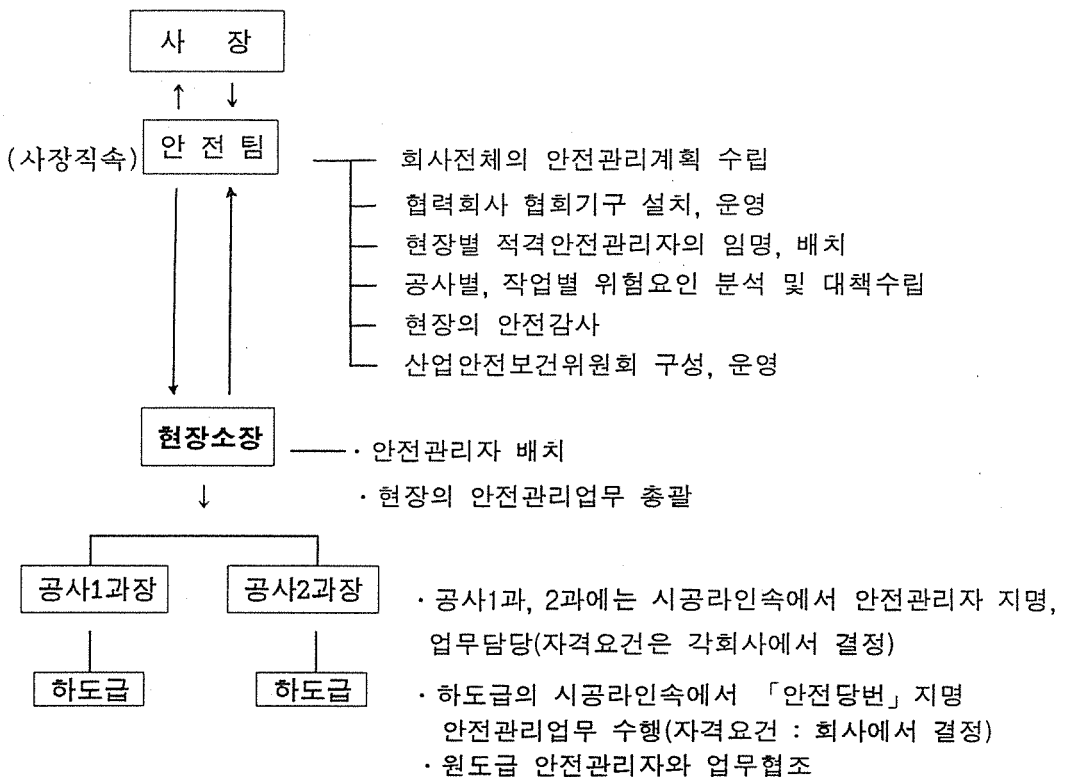 사 장
↑ ↓
(사장직속) 안 전 팀
회사전체의 안전관리계획 수립
협력회사 협회기구 설치, 운영
현장별 적격안전관리자의 임명, 배치
공사별, 작업별 위험요인 분석 및 대책수립
현장의 안전감사
산업안전보건위원회 구성, 운영
현장소장
· 안전관리자 배치
· 현장의 안전관리업무 총괄
↓
공사1과장 공사2과장
· 공사1과, 2과에는 시공라인속에서 안전관리자 지명,
업무담당(자격요건은 각회사에서 결정)
하도급 하도급
· 하도급의 시공라인속에서 「안전당번」 지명
안전관리업무 수행(자격요건 : 회사에서 결정)
· 원도급 안전관리자와 업무협조